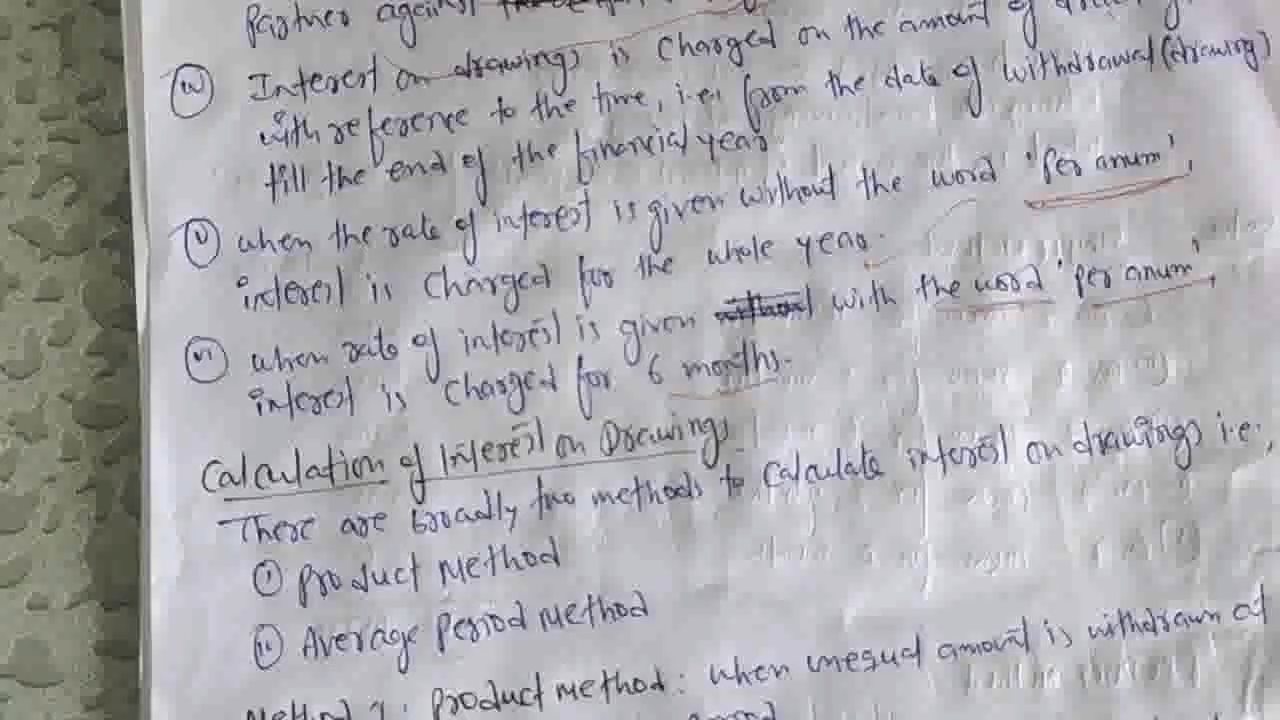 Partner against
(iv) Interest on drawings is charged on the amount of
with reference to the time, i.e. from the date of withdrawal (drawing)
till the end of the financial year
(v) when the rate of interest is given without the word 'per anum',
interest is charged for the whole year.
(vi) when rate of interest is given with the word 'per anum',
interest is charged for 6 months.
Calculation of Interest on Drawings
There are broadly two methods to calculate interest on drawings i.e.,
(i) Product Method
(ii) Average Period Method
Method 1: Product method: when unequal amount is withdrawn at